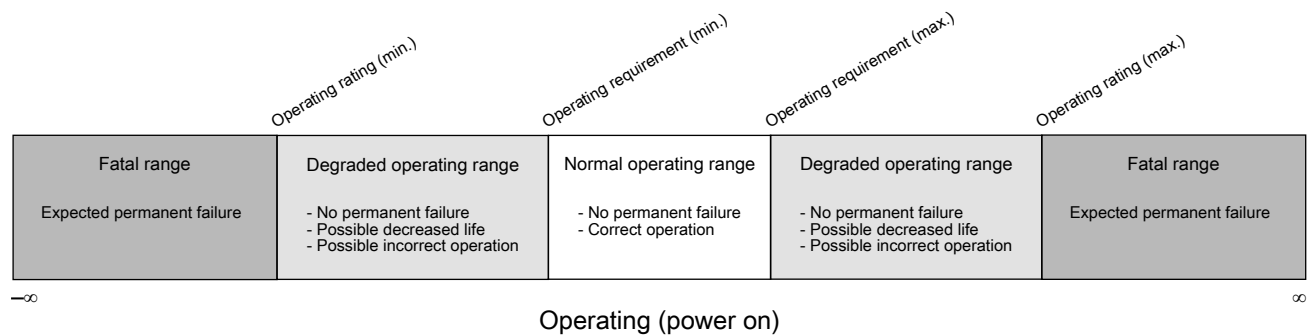 Operating rating (min.)
Operating requirement (min.)
Operating requirement (max.)
Operating rating (max.)
Fatal range
Expected permanent failure
Degraded operating range
- No permanent failure
- Possible decreased life
- Possible incorrect operation
Normal operating range
- No permanent failure
- Correct operation
Degraded operating range
- No permanent failure
- Possible decreased life
- Possible incorrect operation
Fatal range
Expected permanent failure
–∞
∞
Operating (power on)